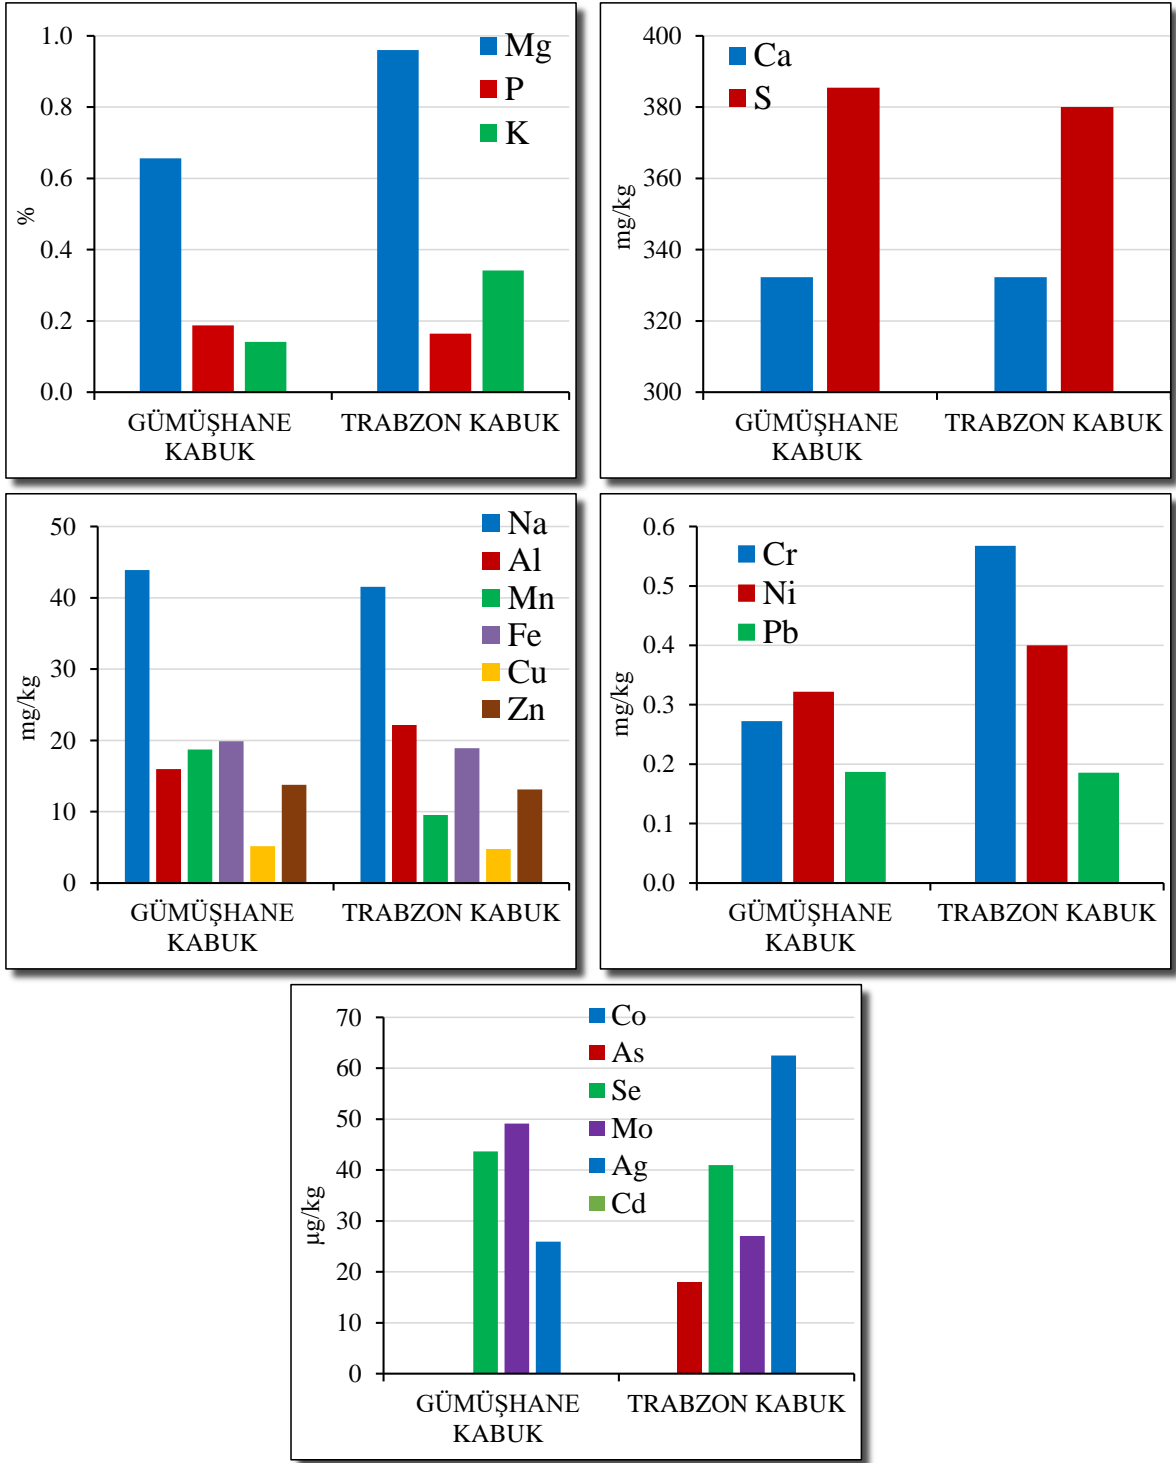 1.0
0.8
0.6
0.4
0.2
0.0
%
Mg
P
K
GÜMÜŞHANE
KABUK
TRABZON KABUK
400
380
360
340
320
300
mg/kg
Ca
S
GÜMÜŞHANE
KABUK
TRABZON KABUK
50
40
30
20
10
0
mg/kg
Na
Al
Mn
Fe
Cu
Zn
GÜMÜŞHANE
KABUK
TRABZON KABUK
0.6
0.5
0.4
0.3
0.2
0.1
0.0
mg/kg
Cr
Ni
Pb
GÜMÜŞHANE
KABUK
TRABZON KABUK
70
60
50
40
30
20
10
0
µg/kg
Co
As
Se
Mo
Ag
Cd
GÜMÜŞHANE
KABUK
TRABZON KABUK